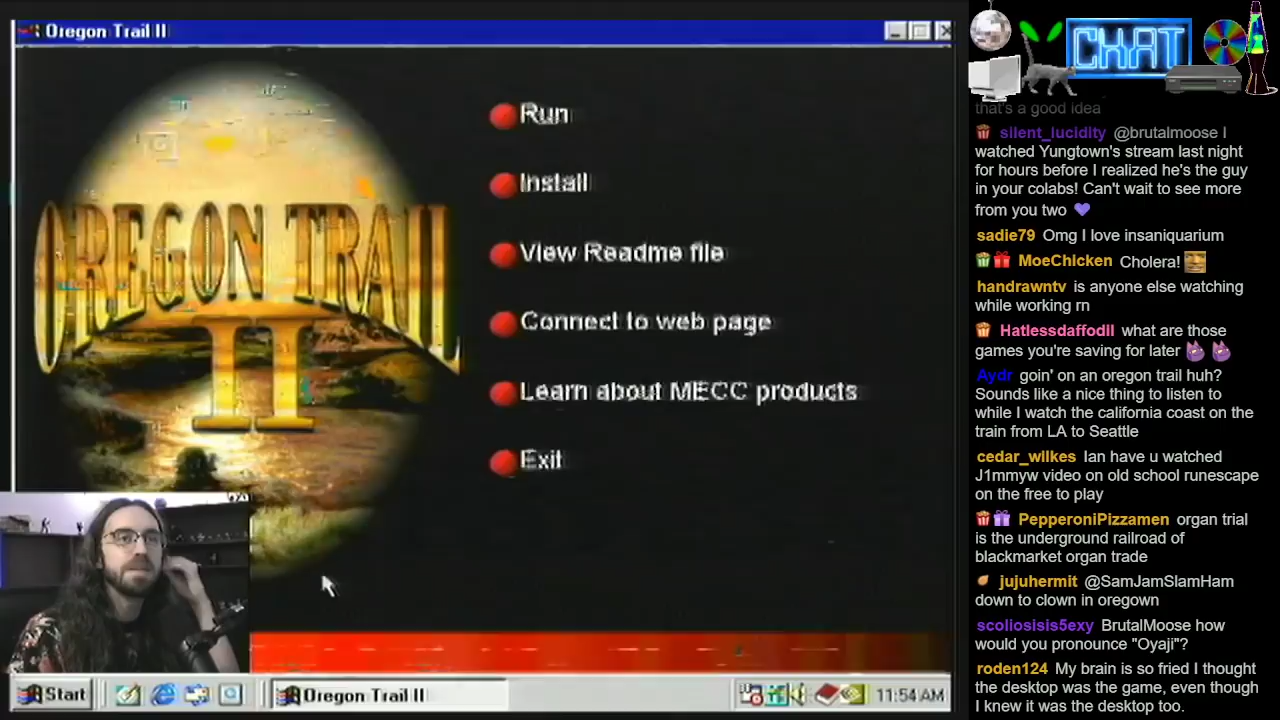 Oregon Trail II
OREGON TRAIL
II
Run
Install
View Readme file
Connect to web page
Learn about MECC products
Exit
Start
Oregon Trail II
11:54 AM
CHAT
that's a good idea
silent_lucidity @brutalmoose I
watched Yungtown's stream last night
for hours before I realized he's the guy
in your colabs! Can't wait to see more
from you two
sadie79 Omg I love insaniquarium
MoeChicken Cholera!
handrawntv is anyone else watching
while working rn
Hatlessdaffodil what are those
games you're saving for later
Aydr goin' on an oregon trail huh?
Sounds like a nice thing to listen to
while I watch the california coast on the
train from LA to Seattle
cedar_wilkes Ian have u watched
J1mmyw video on old school runescape
on the free to play
PepperoniPizzamen organ trial
is the underground railroad of
blackmarket organ trade
jujuhermit @SamJamSlamHam
down to clown in oregown
scoliosisis5exy BrutalMoose how
would you pronounce "Oyaji"?
roden124 My brain is so fried I thought
the desktop was the game, even though
I knew it was the desktop too.